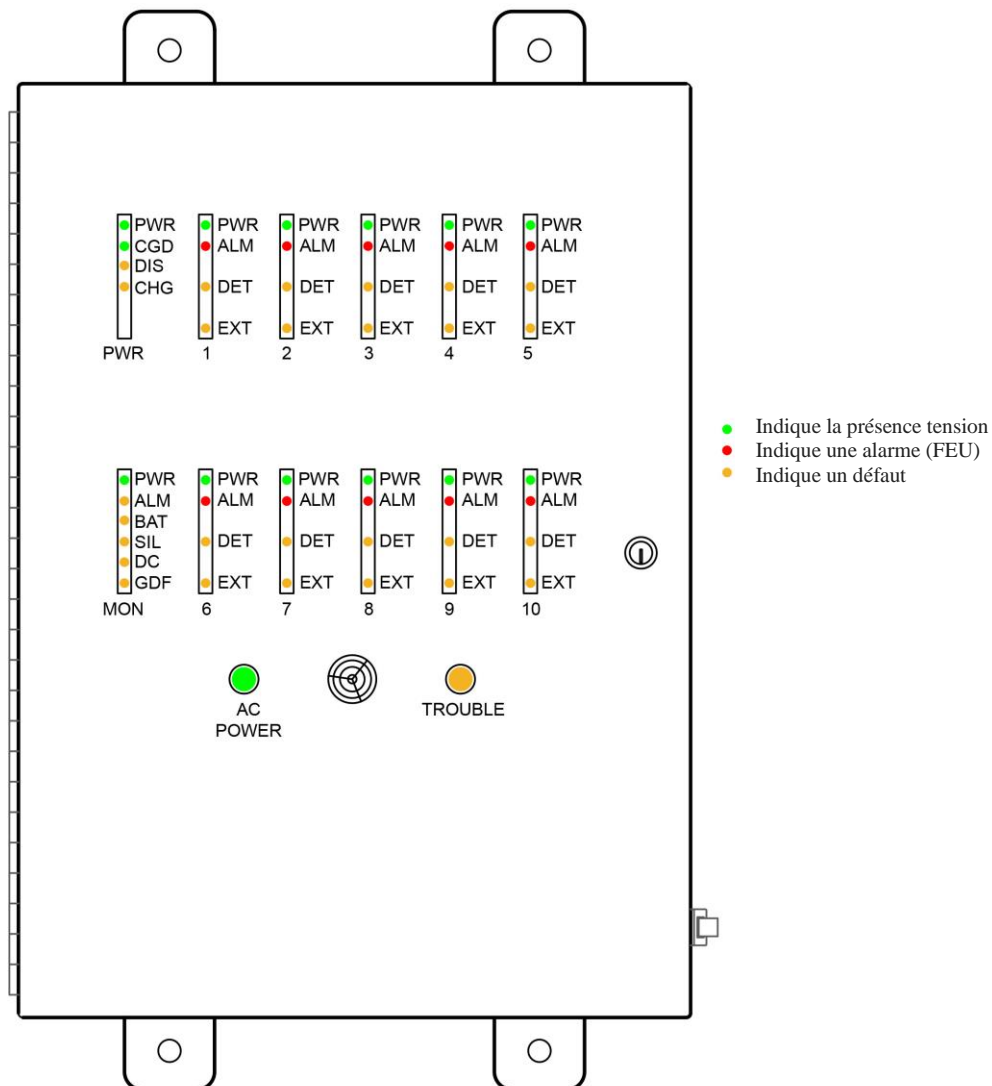 PWR PWR PWR PWR PWR PWR
CGD ALM ALM ALM ALM ALM
DIS
CHG DET DET DET DET DET
EXT EXT EXT EXT EXT
PWR 1 2 3 4 5
Indique la présence tension
Indique une alarme (FEU)
Indique un défaut
PWR PWR PWR PWR PWR PWR
ALM ALM ALM ALM ALM ALM
BAT
SIL DET DET DET DET DET
DC
GDF EXT EXT EXT EXT EXT
MON 6 7 8 9 10
AC
POWER
TROUBLE